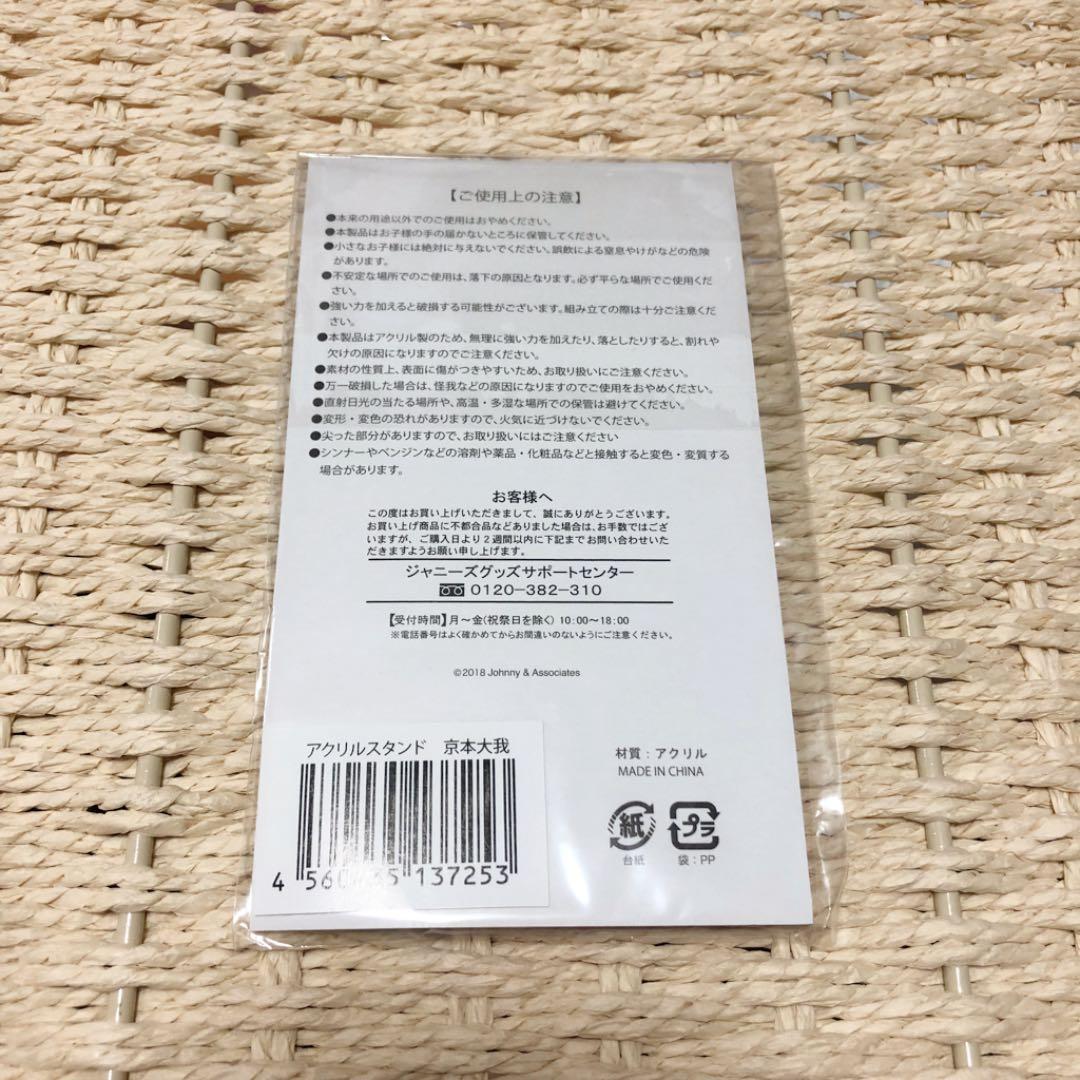 【ご使用上の注意】
●本来の用途以外でのご使用はおやめください。
●本製品はお子様の手の届かないところに保管してください。
●小さなお子様には絶対に与えないでください。誤飲による窒息やけがなどの危険
があります。
●不安定な場所でのご使用は、落下の原因となります。必ず平らな場所でご使用くだ
さい。
●強い力を加えると破損する可能性がございます。組み立ての際は十分ご注意くだ
さい。
●本製品はアクリル製のため、無理に強い力を加えたり、落としたりすると、割れや
欠けの原因になりますのでご注意ください。
●素材の性質上、表面に傷がつきやすいため、お取り扱いにご注意ください。
●万一破損した場合は、怪我などの原因になりますのでご使用をおやめください。
●直射日光の当たる場所や、高温・多湿な場所での保管は避けてください。
●変形・変色の恐れがありますので、火気に近づけないでください。
●尖った部分がありますので、お取り扱いにはご注意ください
●シンナーやベンジンなどの溶剤や薬品・化粧品などと接触すると変色・変質する
場合があります。
お客様へ
この度はお買い上げいただきまして、誠にありがとうございます。
お買い上げ商品に不都合品などありました場合は、お手数ではござ
いますが、ご購入日より2週間以内に下記までお問い合わせいた
だきますようお願い申し上げます。
ジャニーズグッズサポートセンター
0120-382-310
【受付時間】月〜金(祝祭日を除く) 10:00〜18:00
※電話番号はよく確かめてからお間違いのないようにご注意ください。
©2018 Johnny & Associates
アクリルスタンド 京本大我
4 137253
材質：アクリル
MADE IN CHINA
紙
台紙
プラ
袋：PP